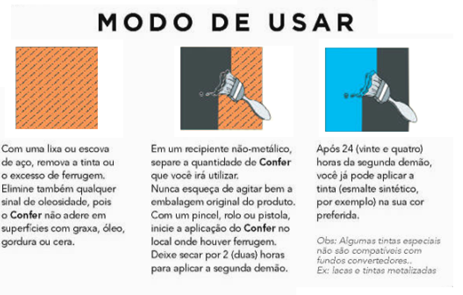 MODO DE USAR
Com uma lixa ou escova
de aço, remova a tinta ou
o excesso de ferrugem.
Elimine também qualquer
sinal de oleosidade, pois
o Confer não adere em
superfícies com graxa, óleo,
gordura ou cera.
Em um recipiente não-metálico,
separe a quantidade de Confer
que você irá utilizar.
Nunca esqueça de agitar bem a
embalagem original do produto.
Com um pincel, rolo ou pistola,
inicie a aplicação do Confer no
local onde houver ferrugem.
Deixe secar por 2 (duas) horas
para aplicar a segunda demão.
Após 24 (vinte e quatro)
horas da segunda demão,
você já pode aplicar a
tinta (esmalte sintético,
por exemplo) na sua cor
preferida.
Obs: Algumas tintas especiais
não são compatíveis com
fundos convertedores..
Ex: lacas e tintas metalizadas